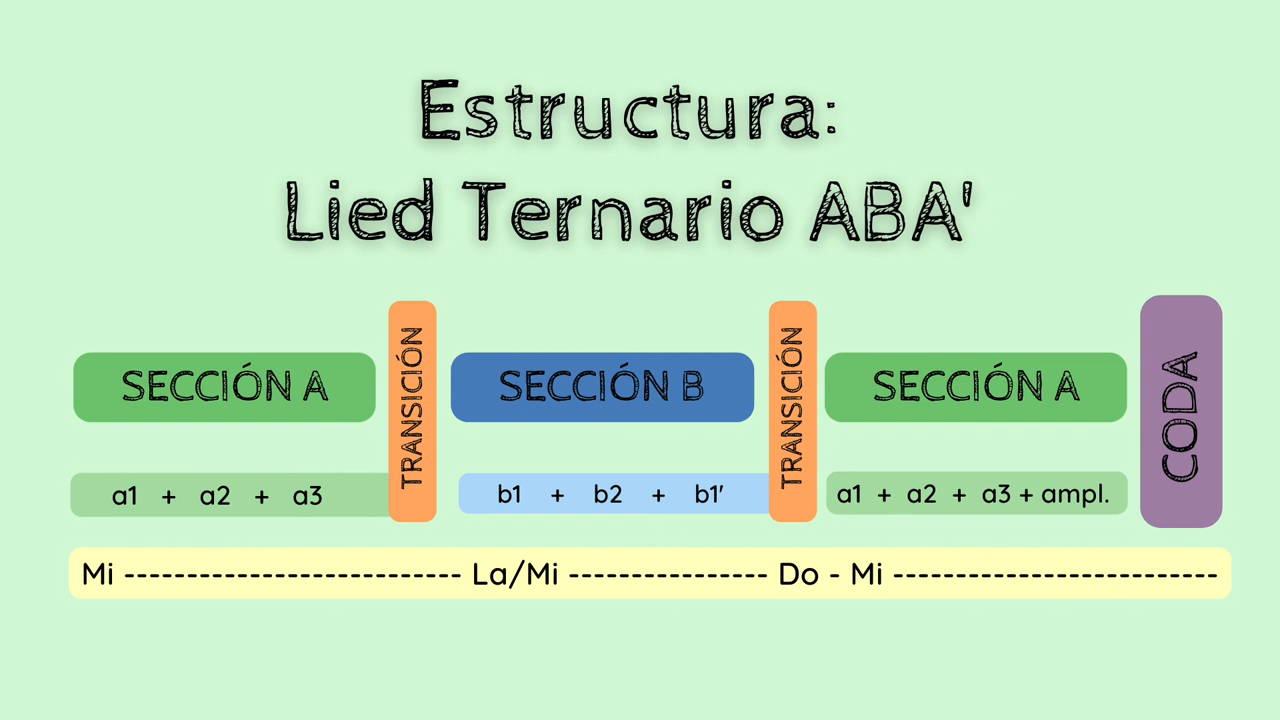 Estructura:
Lied Ternario ABA'
SECCIÓN A
TRANSICIÓN
SECCIÓN B
TRANSICIÓN
SECCIÓN A
CODA
a1 + a2 + a3
b1 + b2 + b1'
a1 + a2 + a3 + ampl.
Mi --------------------------- La/Mi ---------------- Do - Mi --------------------------